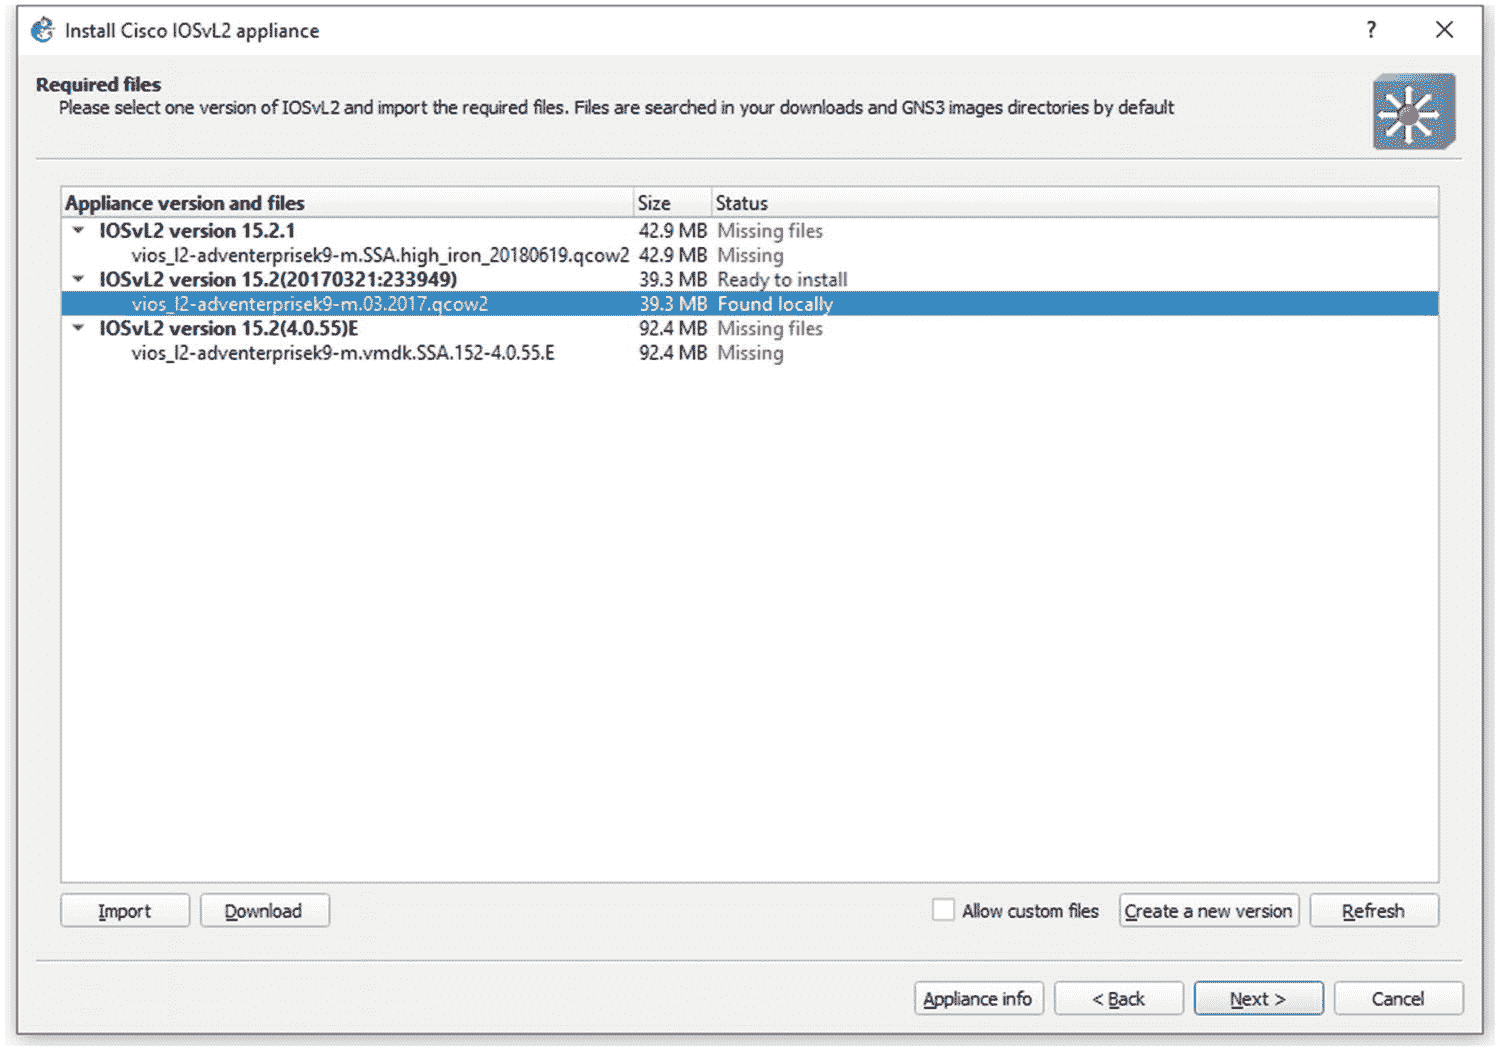 Install Cisco IOSvL2 appliance ?
Required files
Please select one version of IOSvL2 and import the required files. Files are searched in your downloads and GNS3 images directories by default
Appliance version and files Size Status
IOSvL2 version 15.2.1 42.9 MB Missing files
vios_l2-adventerprisek9-m.SSA.high_iron_20180619.qcow2 42.9 MB Missing
IOSvL2 version 15.2(20170321:233949) 39.3 MB Ready to install
vios_l2-adventerprisek9-m.03.2017.qcow2 39.3 MB Found locally
IOSvL2 version 15.2(4.0.55)E 92.4 MB Missing files
vios_l2-adventerprisek9-m.vmdk.SSA.152-4.0.55.E 92.4 MB Missing
Import Download Allow custom files Create a new version Refresh
Appliance info < Back Next > Cancel